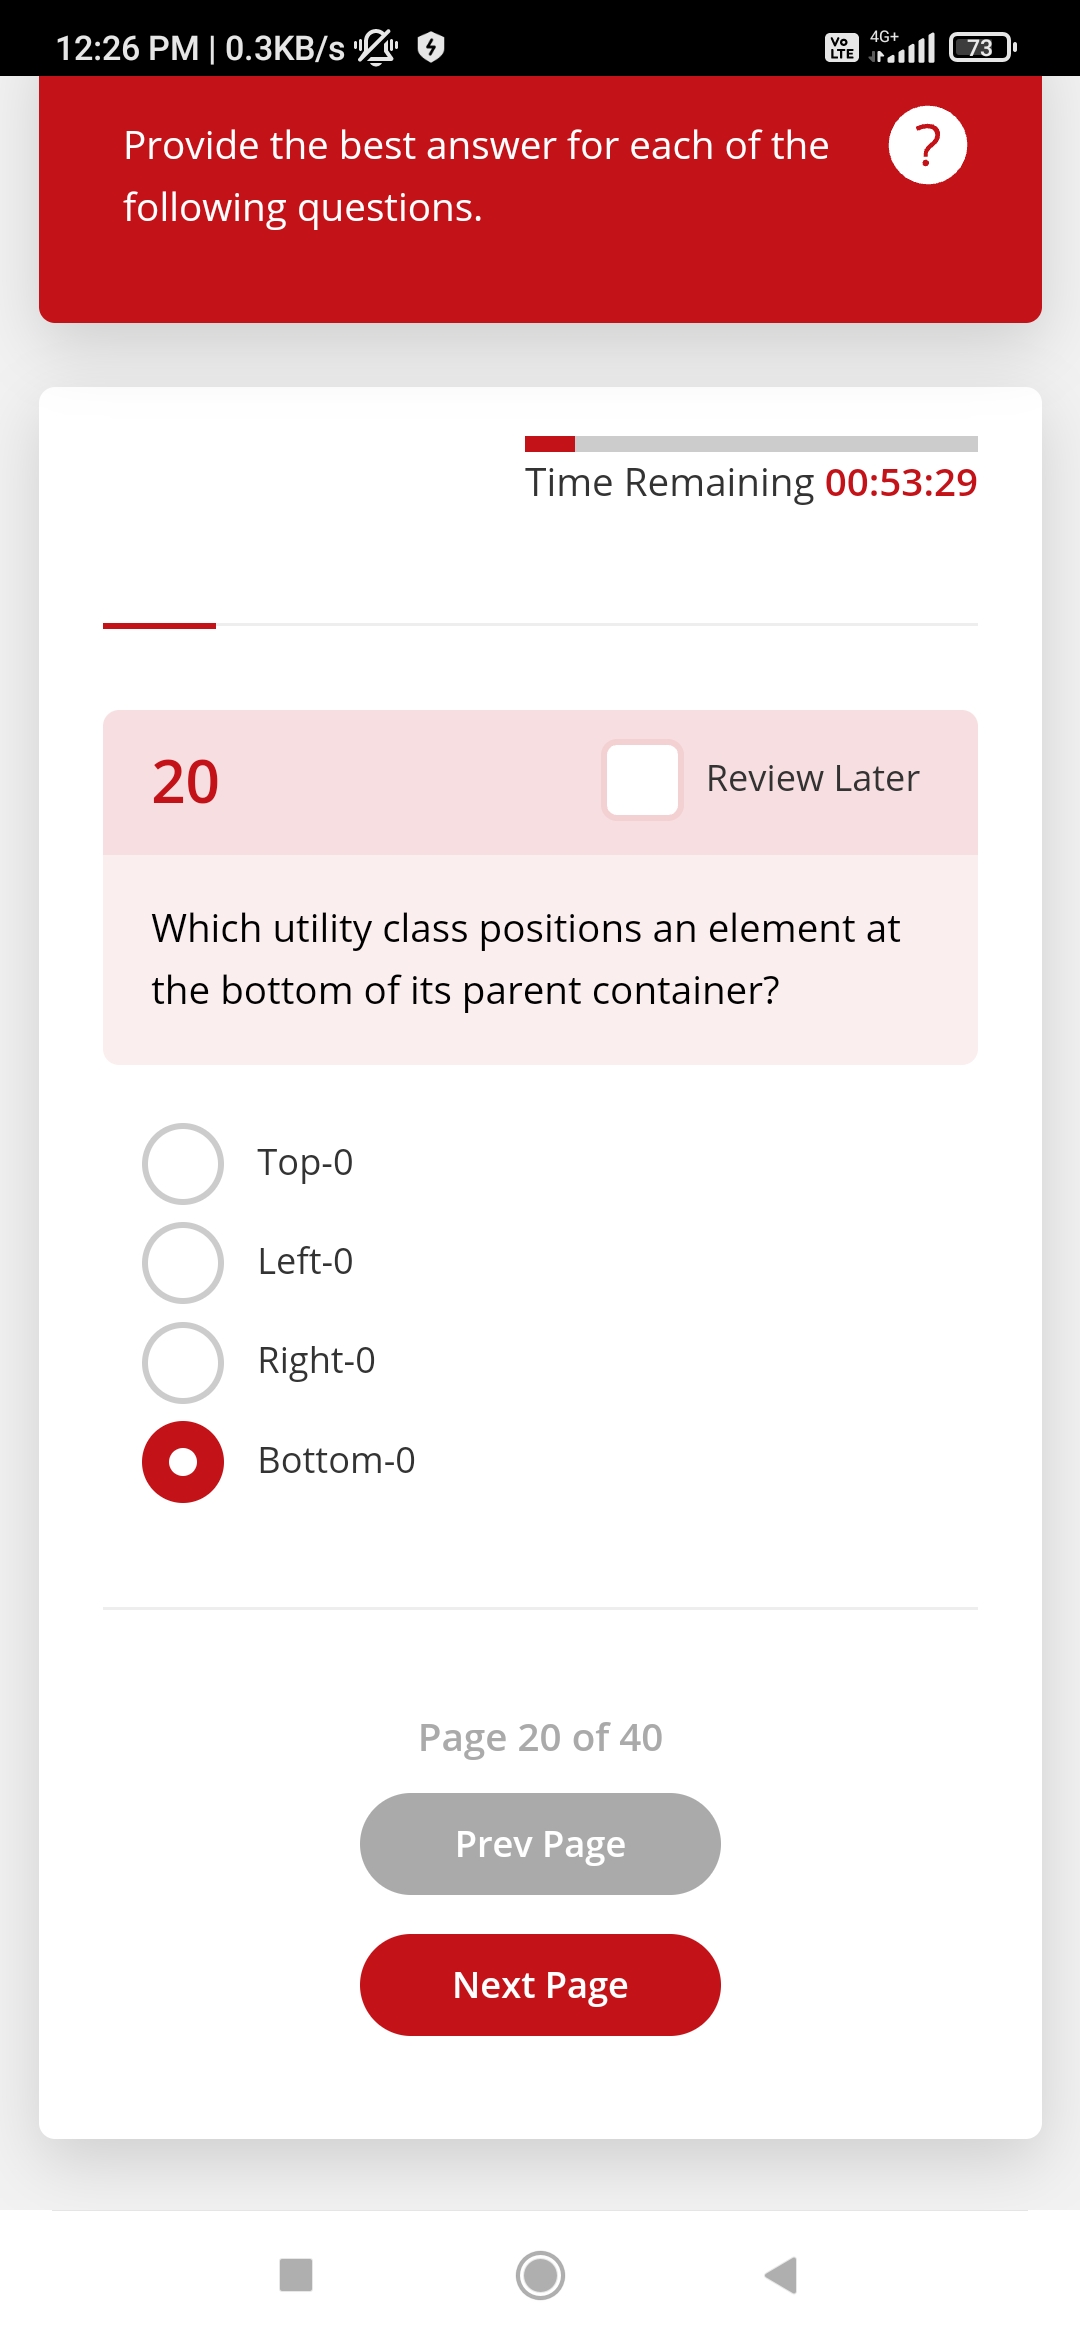 12:26 PM | 0.3KB/s
Vo LTE 4G+ 73
Provide the best answer for each of the
following questions.
?
Time Remaining 00:53:29
20
Review Later
Which utility class positions an element at
the bottom of its parent container?
Top-0
Left-0
Right-0
Bottom-0
Page 20 of 40
Prev Page
Next Page